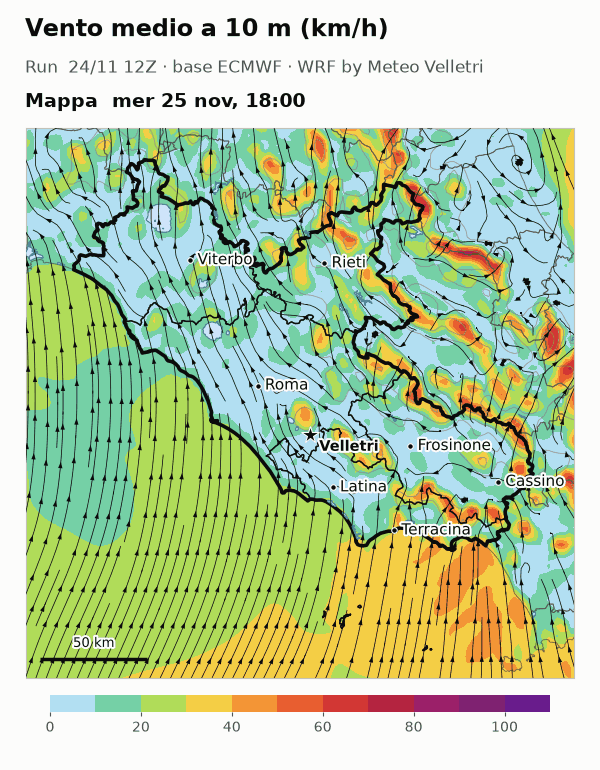 Vento medio a 10 m (km/h)
Run  24/11 12Z · base ECMWF · WRF by Meteo Velletri
Mappa  mer 25 nov, 18:00
Viterbo
Rieti
Roma
Velletri
Frosinone
Cassino
Latina
Terracina
50 km
0 20 40 60 80 100